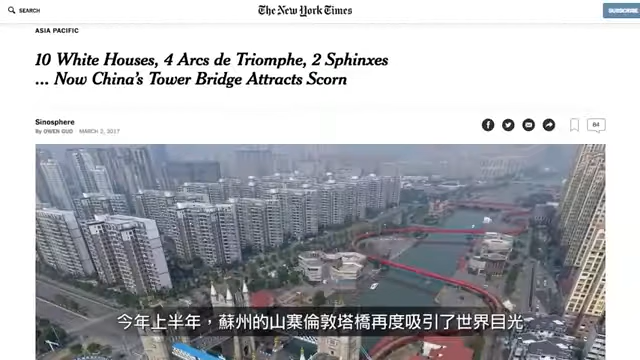 SEARCH
The New York Times
SUBSCRIBE
ASIA PACIFIC
10 White Houses, 4 Arcs de Triomphe, 2 Sphinxes
... Now China's Tower Bridge Attracts Scorn
Sinosphere
By OWEN GUO MARCH 2, 2017
84
今年上半年，蘇州的山寨倫敦塔橋再度吸引了世界目光